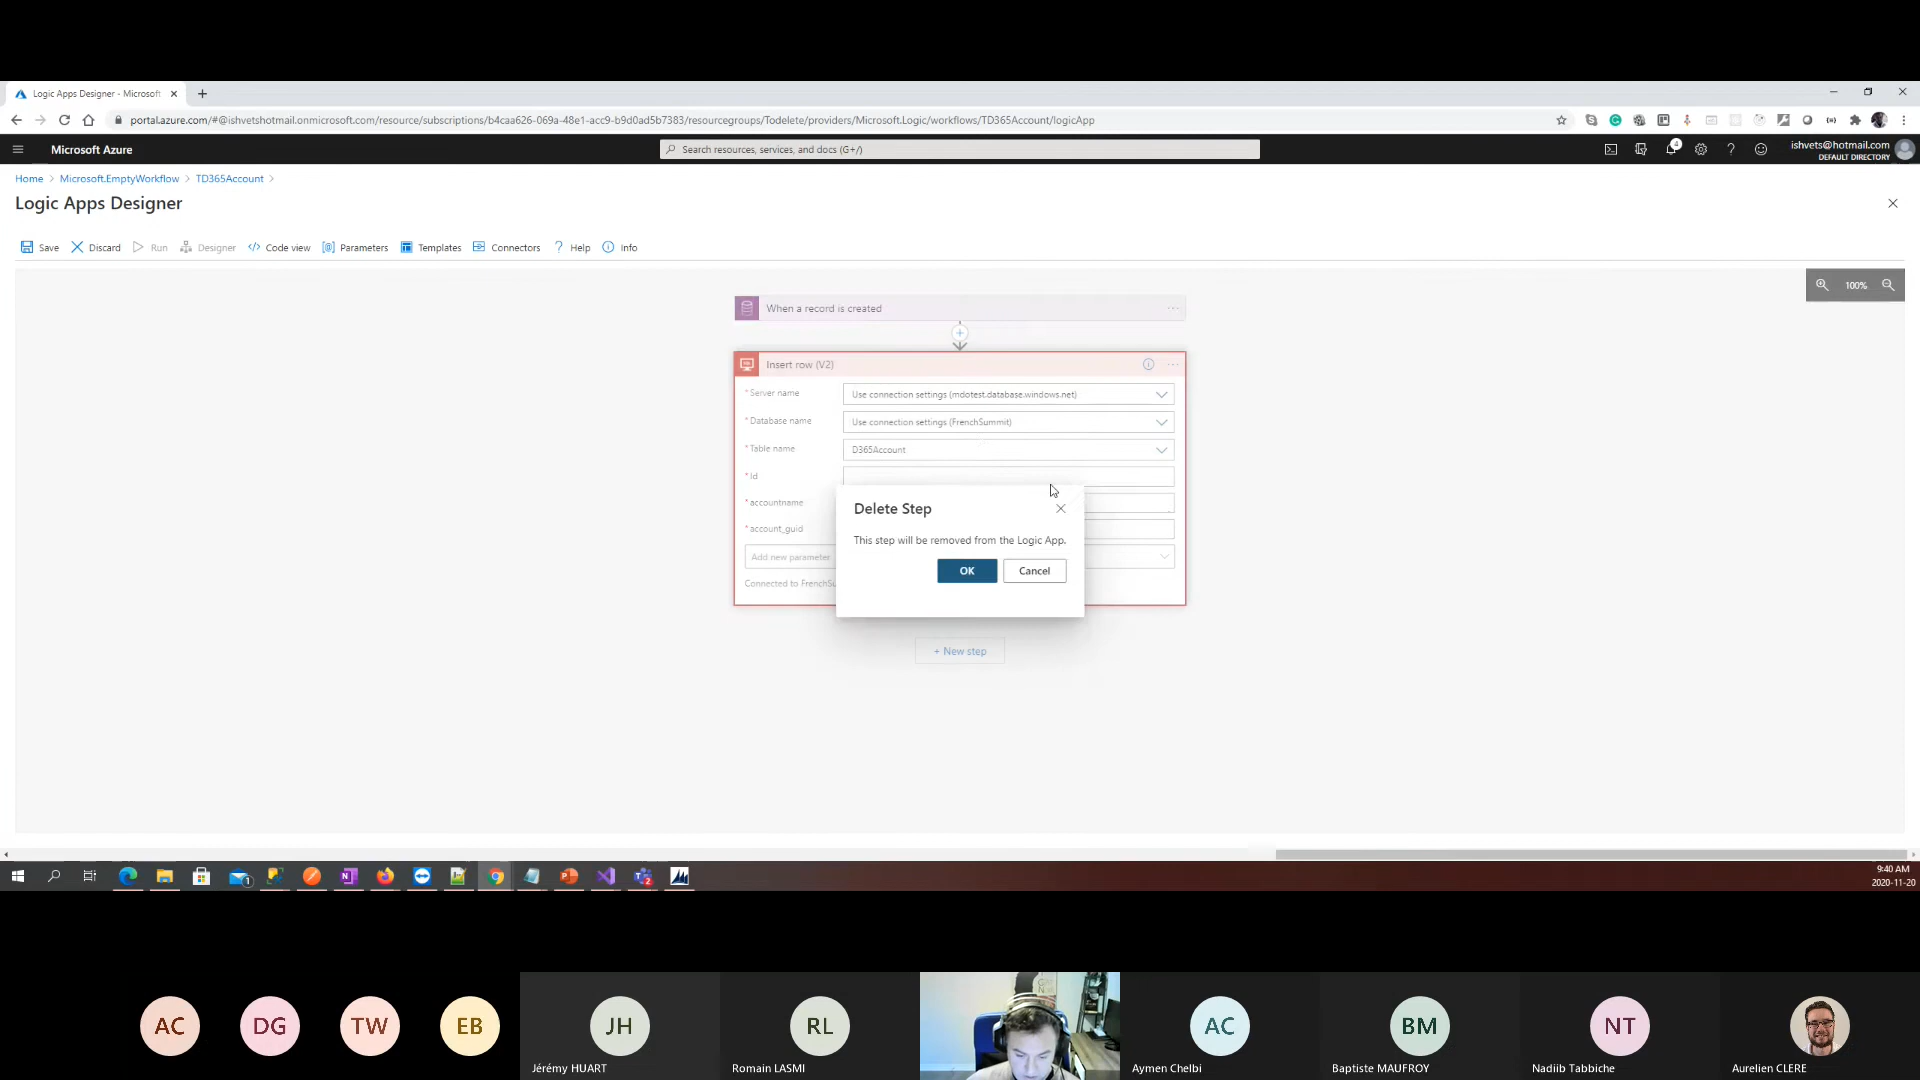 Logic Apps Designer - Microsoft
portal.azure.com/#@ishvetshotmail.onmicrosoft.com/resource/subscriptions/b4caa626-069a-48e1-acc9-b9d0ad5b7383/resourcegroups/Todelete/providers/Microsoft.Logic/workflows/TD365Account/logicApp
Microsoft Azure
Search resources, services, and docs (G+/)
4
ishvets@hotmail.com
DEFAULT DIRECTORY
Home > Microsoft.EmptyWorkflow > TD365Account >
Logic Apps Designer
Save Discard Run Designer Code view Parameters Templates Connectors Help Info
100%
When a record is created
Insert row (V2)
* Server name Use connection settings (mdotest.database.windows.net)
* Database name Use connection settings (FrenchSummit)
* Table name D365Account
* Id
* accountname
* account_guid
Add new parameter
Connected to FrenchSu
Delete Step
This step will be removed from the Logic App.
OK Cancel
+ New step
9:40 AM
2020-11-20
AC DG TW EB JH RL AC BM NT
Jérémy HUART Romain LASMI Aymen Chelbi Baptiste MAUFROY Nadiib Tabbiche Aurelien CLERE